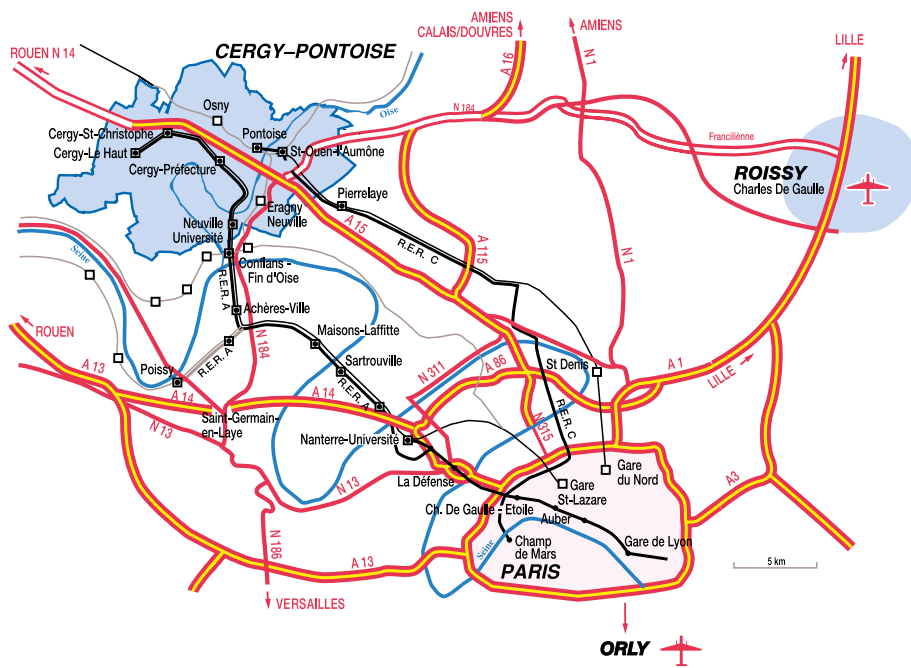 AMIENS
CALAIS/DOUVRES
AMIENS
LILLE
ROUEN N 14
CERGY–PONTOISE
A 16
N 1
Osny
Oise
N 184
Cergy-St-Christophe
Pontoise
Franciliènne
Cergy-Le Haut
St-Ouen-l'Aumône
ROISSY
Charles De Gaulle
Cergy-Préfecture
Pierrelaye
Eragny
Neuville
Neuville
Université
A 15
A 115
N 1
Seine
R.E.R. C
Conflans -
Fin d'Oise
R.E.R. A
Achères-Ville
ROUEN
Maisons-Laffitte
N 184
A 13
R.E.R. A
Sartrouville
N 311
A 86
St Denis
A 1
LILLE
Poissy
R.E.R. A
A 14
A 14
R.E.R. C
Saint-Germain-
en-Laye
N 13
N 315
Nanterre-Université
Gare
du Nord
La Défense
Gare
St-Lazare
A3
N 13
Ch. De Gaulle - Etoile
Auber
N 186
Champ
de Mars
Seine
Gare de Lyon
A 13
PARIS
5 km
VERSAILLES
ORLY